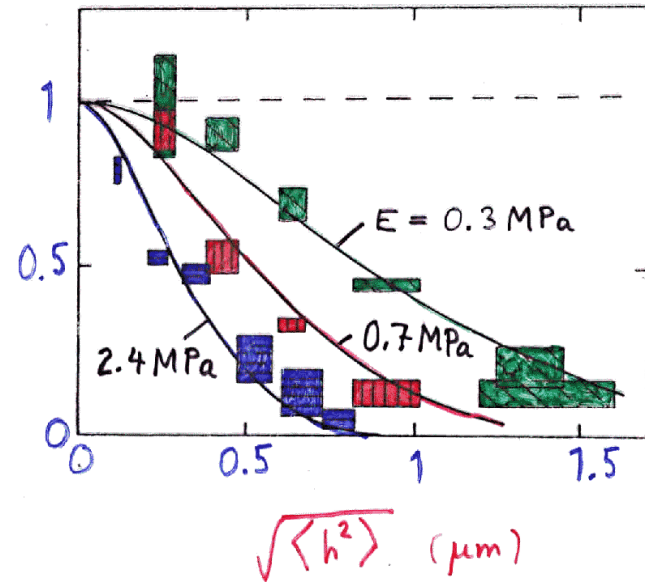 1
0.5
0
E = 0.3 MPa
0.7 MPa
2.4 MPa
0 0.5 1 1.5
√⟨h²⟩ (μm)